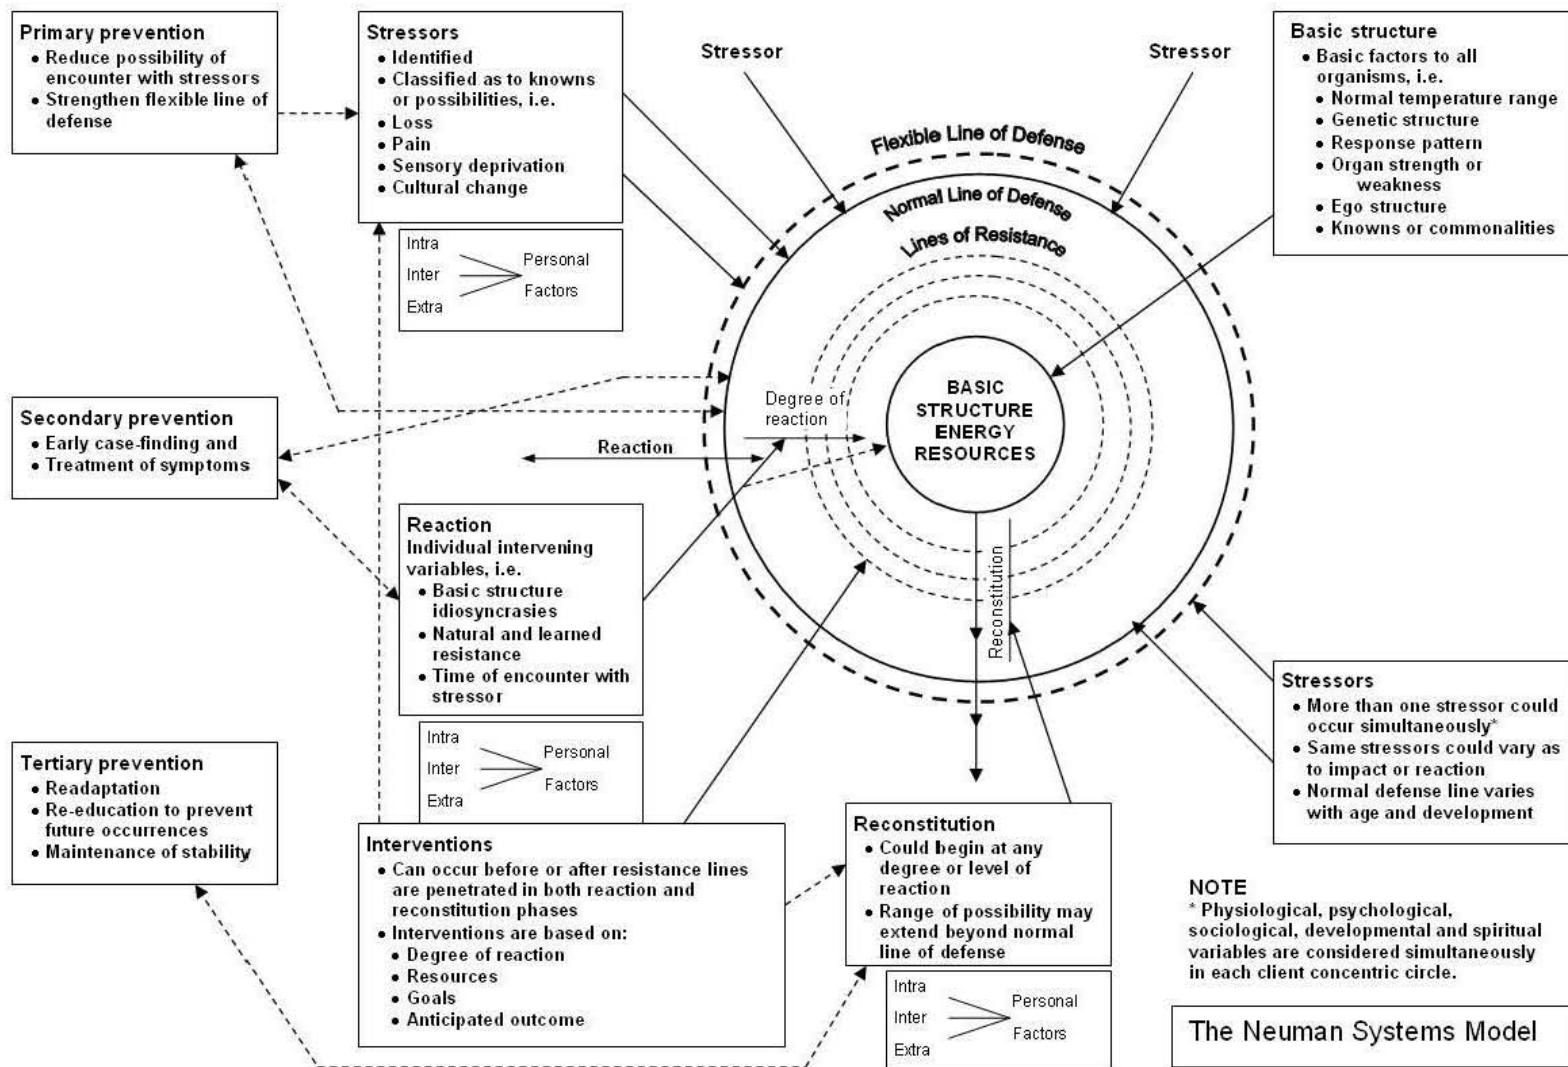 Primary prevention
• Reduce possibility of
encounter with stressors
• Strengthen flexible line of
defense
Stressors
• Identified
• Classified as to knowns
or possibilities, i.e.
• Loss
• Pain
• Sensory deprivation
• Cultural change
Intra
Inter
Extra
Personal
Factors
Stressor
Stressor
Basic structure
• Basic factors to all
organisms, i.e.
• Normal temperature range
• Genetic structure
• Response pattern
• Organ strength or
weakness
• Ego structure
• Knowns or commonalities
Flexible Line of Defense
Normal Line of Defense
Lines of Resistance
BASIC
STRUCTURE
ENERGY
RESOURCES
Degree of
reaction
Reaction
Secondary prevention
• Early case-finding and
• Treatment of symptoms
Reaction
Individual intervening
variables, i.e.
• Basic structure
idiosyncrasies
• Natural and learned
resistance
• Time of encounter with
stressor
Intra
Inter
Extra
Personal
Factors
Reconstitution
Stressors
• More than one stressor could
occur simultaneously*
• Same stressors could vary as
to impact or reaction
• Normal defense line varies
with age and development
Tertiary prevention
• Readaptation
• Re-education to prevent
future occurrences
• Maintenance of stability
Interventions
• Can occur before or after resistance lines
are penetrated in both reaction and
reconstitution phases
• Interventions are based on:
• Degree of reaction
• Resources
• Goals
• Anticipated outcome
Reconstitution
• Could begin at any
degree or level of
reaction
• Range of possibility may
extend beyond normal
line of defense
Intra
Inter
Extra
Personal
Factors
NOTE
* Physiological, psychological,
sociological, developmental and spiritual
variables are considered simultaneously
in each client concentric circle.
The Neuman Systems Model